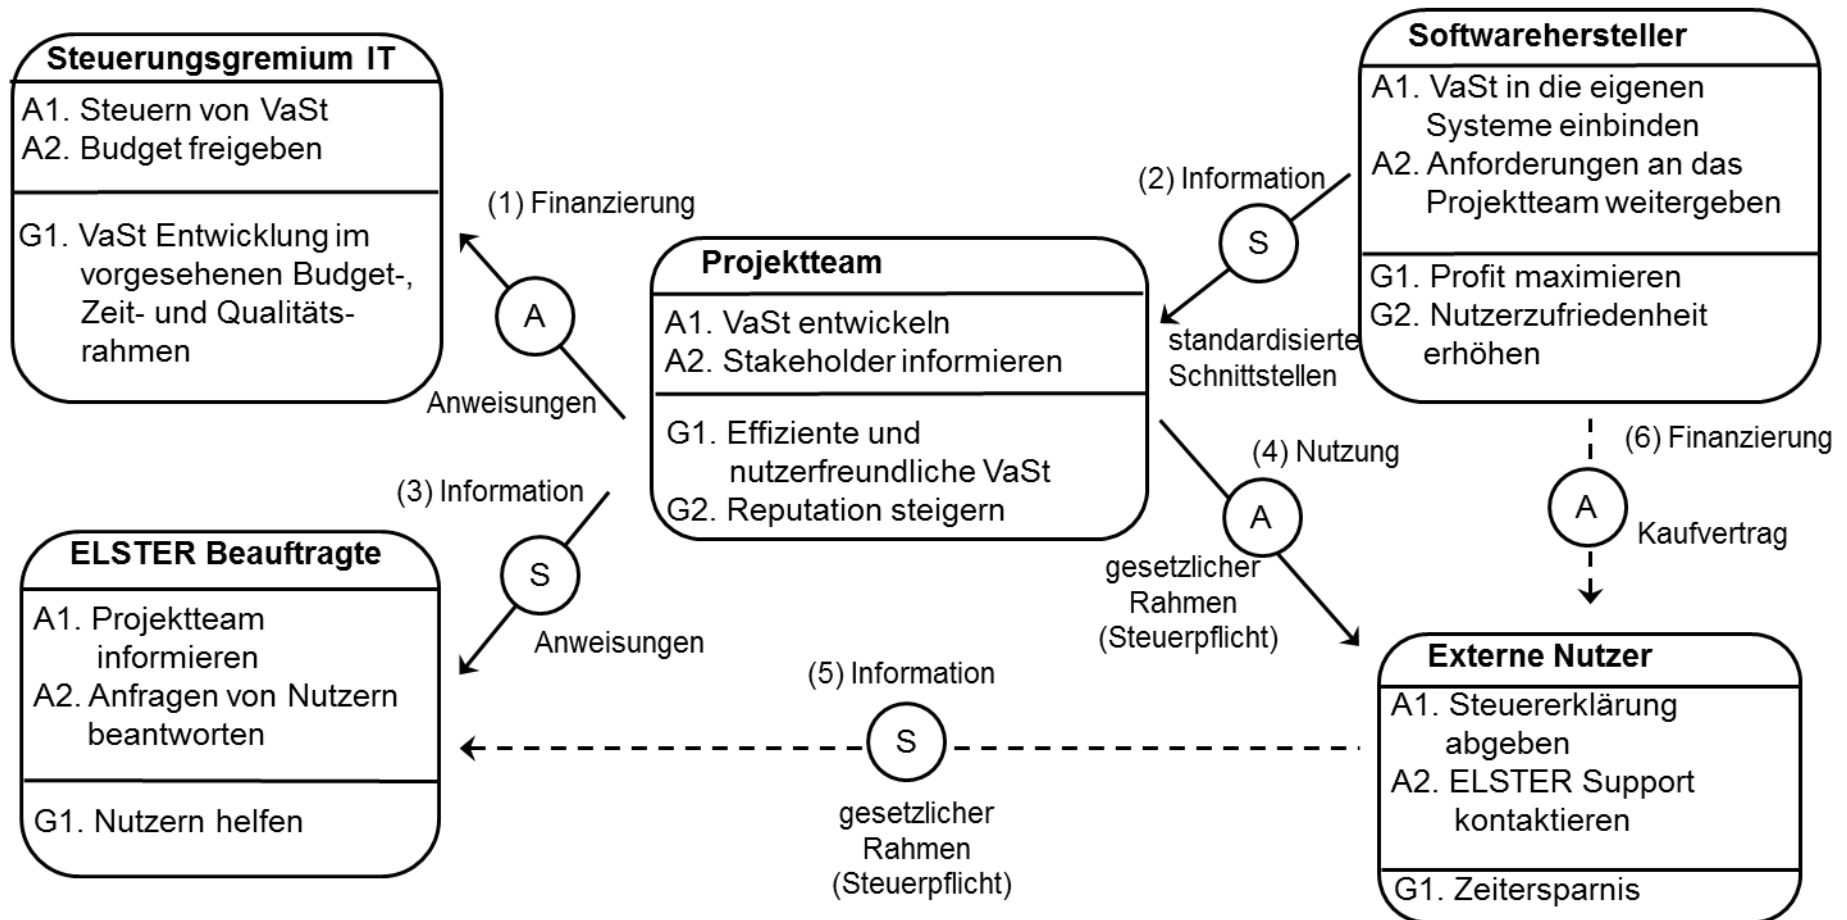 Steuerungsgremium IT
A1. Steuern von VaSt
A2. Budget freigeben
G1. VaSt Entwicklung im
vorgesehenen Budget-,
Zeit- und Qualitäts-
rahmen
(1) Finanzierung
A
Anweisungen
Projektteam
A1. VaSt entwickeln
A2. Stakeholder informieren
G1. Effiziente und
nutzerfreundliche VaSt
G2. Reputation steigern
(2) Information
S
standardisierte
Schnittstellen
Softwarehersteller
A1. VaSt in die eigenen
Systeme einbinden
A2. Anforderungen an das
Projektteam weitergeben
G1. Profit maximieren
G2. Nutzerzufriedenheit
erhöhen
(3) Information
S
Anweisungen
(4) Nutzung
A
gesetzlicher
Rahmen
(Steuerpflicht)
(6) Finanzierung
A
Kaufvertrag
ELSTER Beauftragte
A1. Projektteam
informieren
A2. Anfragen von Nutzern
beantworten
G1. Nutzern helfen
(5) Information
S
gesetzlicher
Rahmen
(Steuerpflicht)
Externe Nutzer
A1. Steuererklärung
abgeben
A2. ELSTER Support
kontaktieren
G1. Zeitersparnis